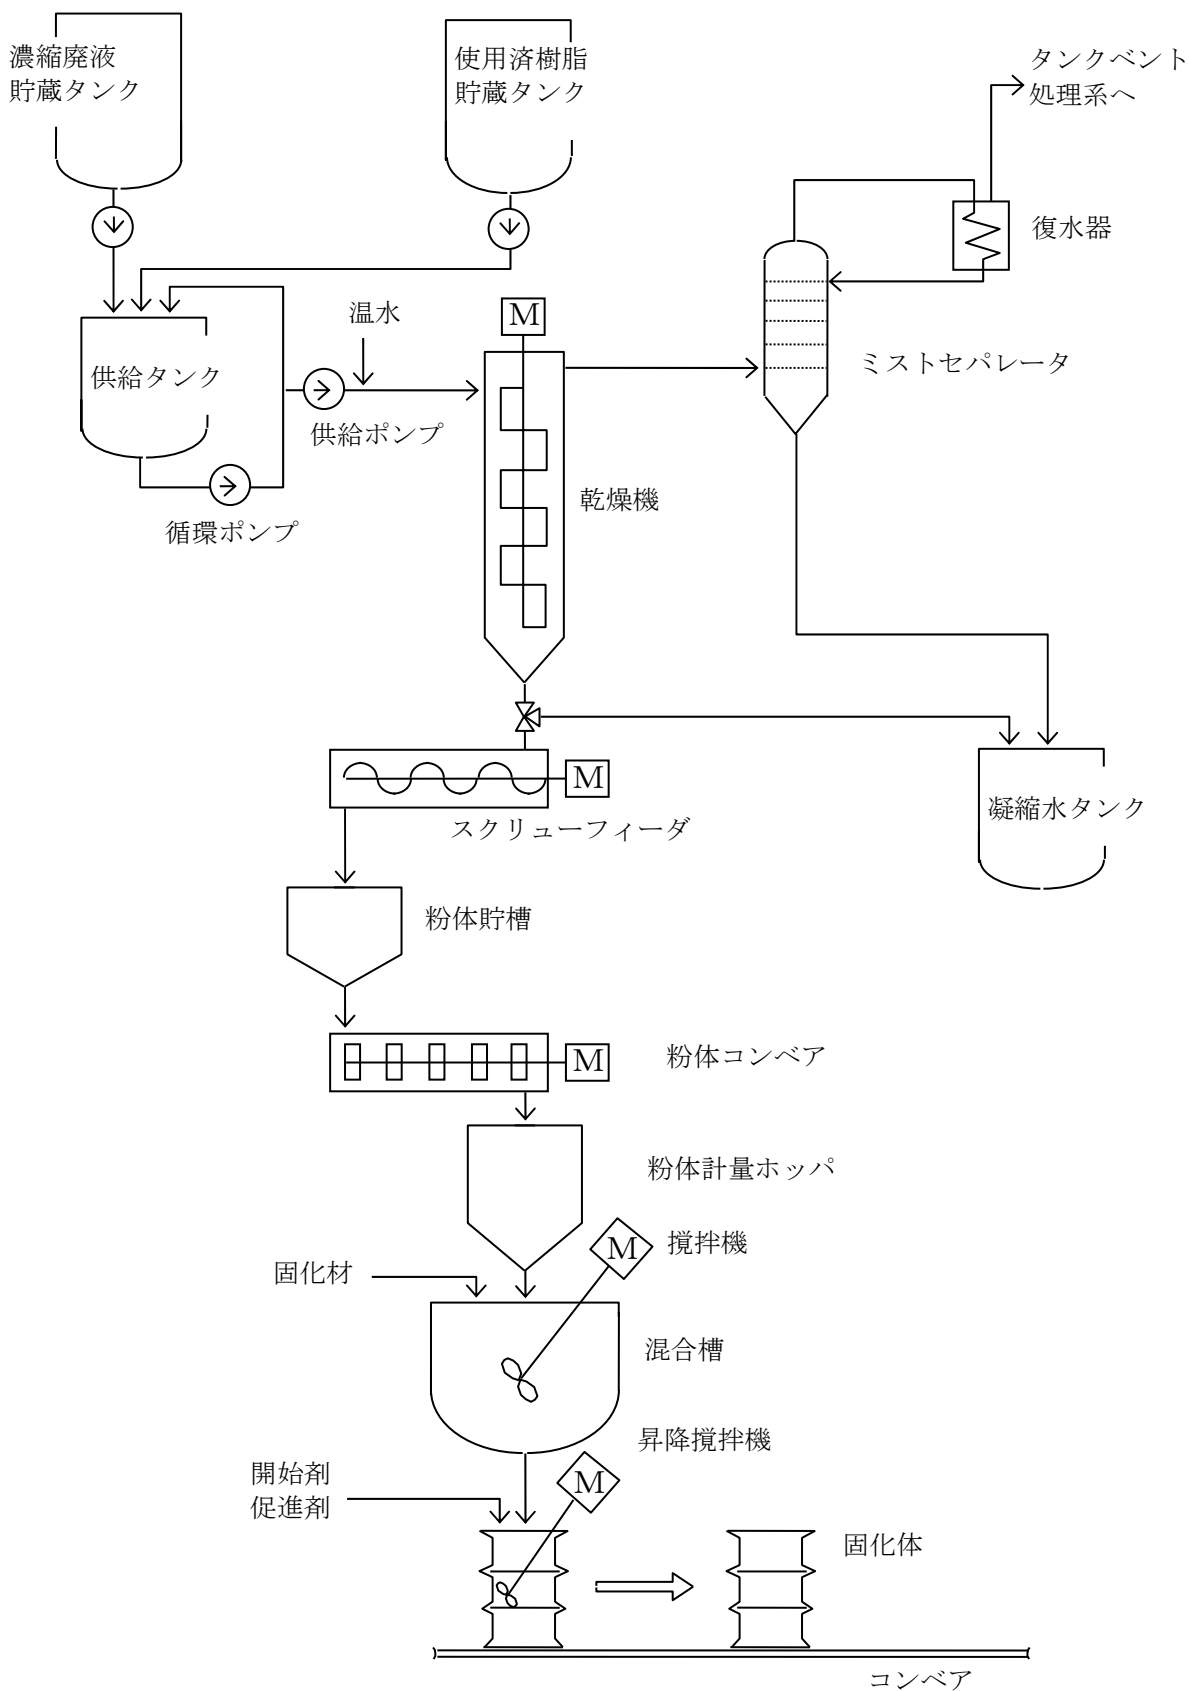 濃縮廃液
貯蔵タンク
使用済樹脂
貯蔵タンク
タンクベント
処理系へ
復水器
温水
M
供給タンク
ミストセパレータ
供給ポンプ
乾燥機
循環ポンプ
M
凝縮水タンク
スクリューフィーダ
粉体貯槽
粉体コンベア
M
粉体計量ホッパ
撹拌機
M
固化材
混合槽
昇降撹拌機
開始剤
促進剤
M
固化体
コンベア